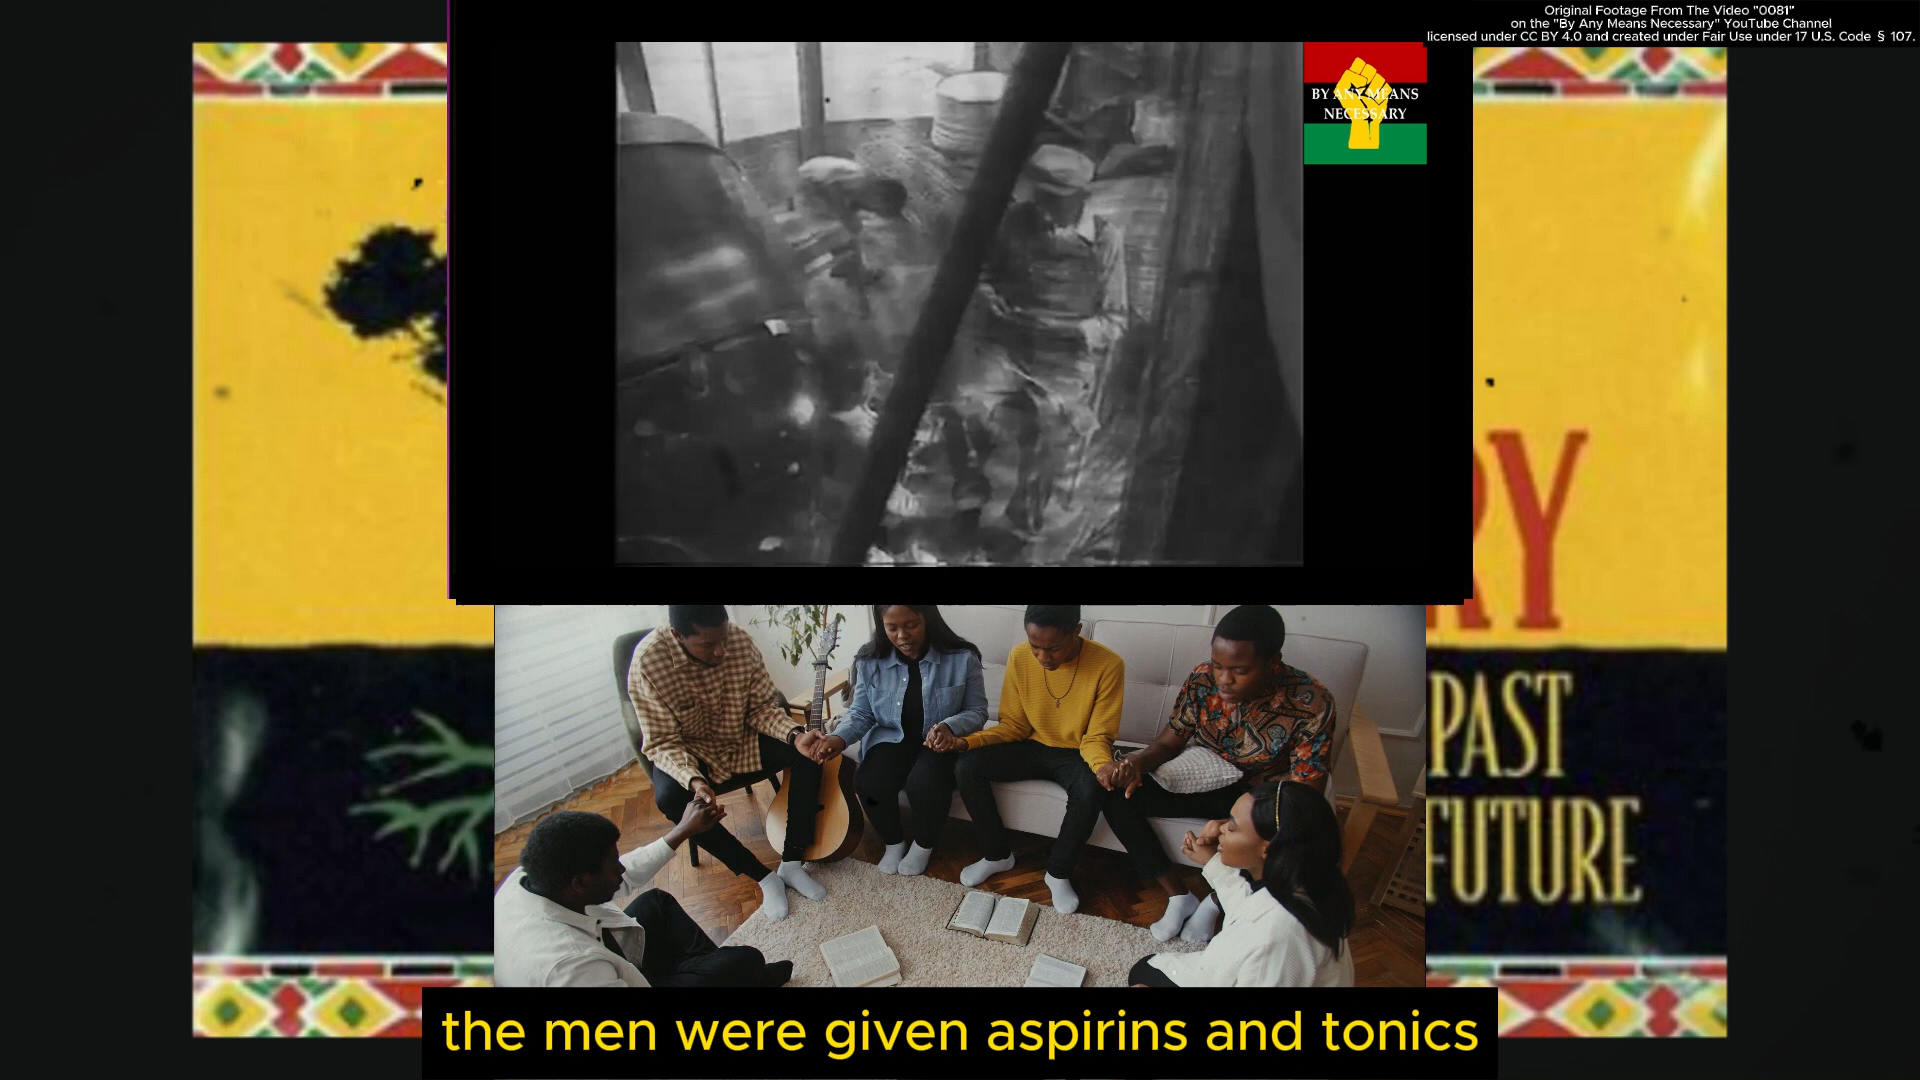 Original Footage From The Video "0081"
on the "By Any Means Necessary" YouTube Channel
licensed under CC BY 4.0 and created under Fair Use under 17 U.S. Code § 107.
BY ANY MEANS
NECESSARY
RY
PAST
FUTURE
the men were given aspirins and tonics